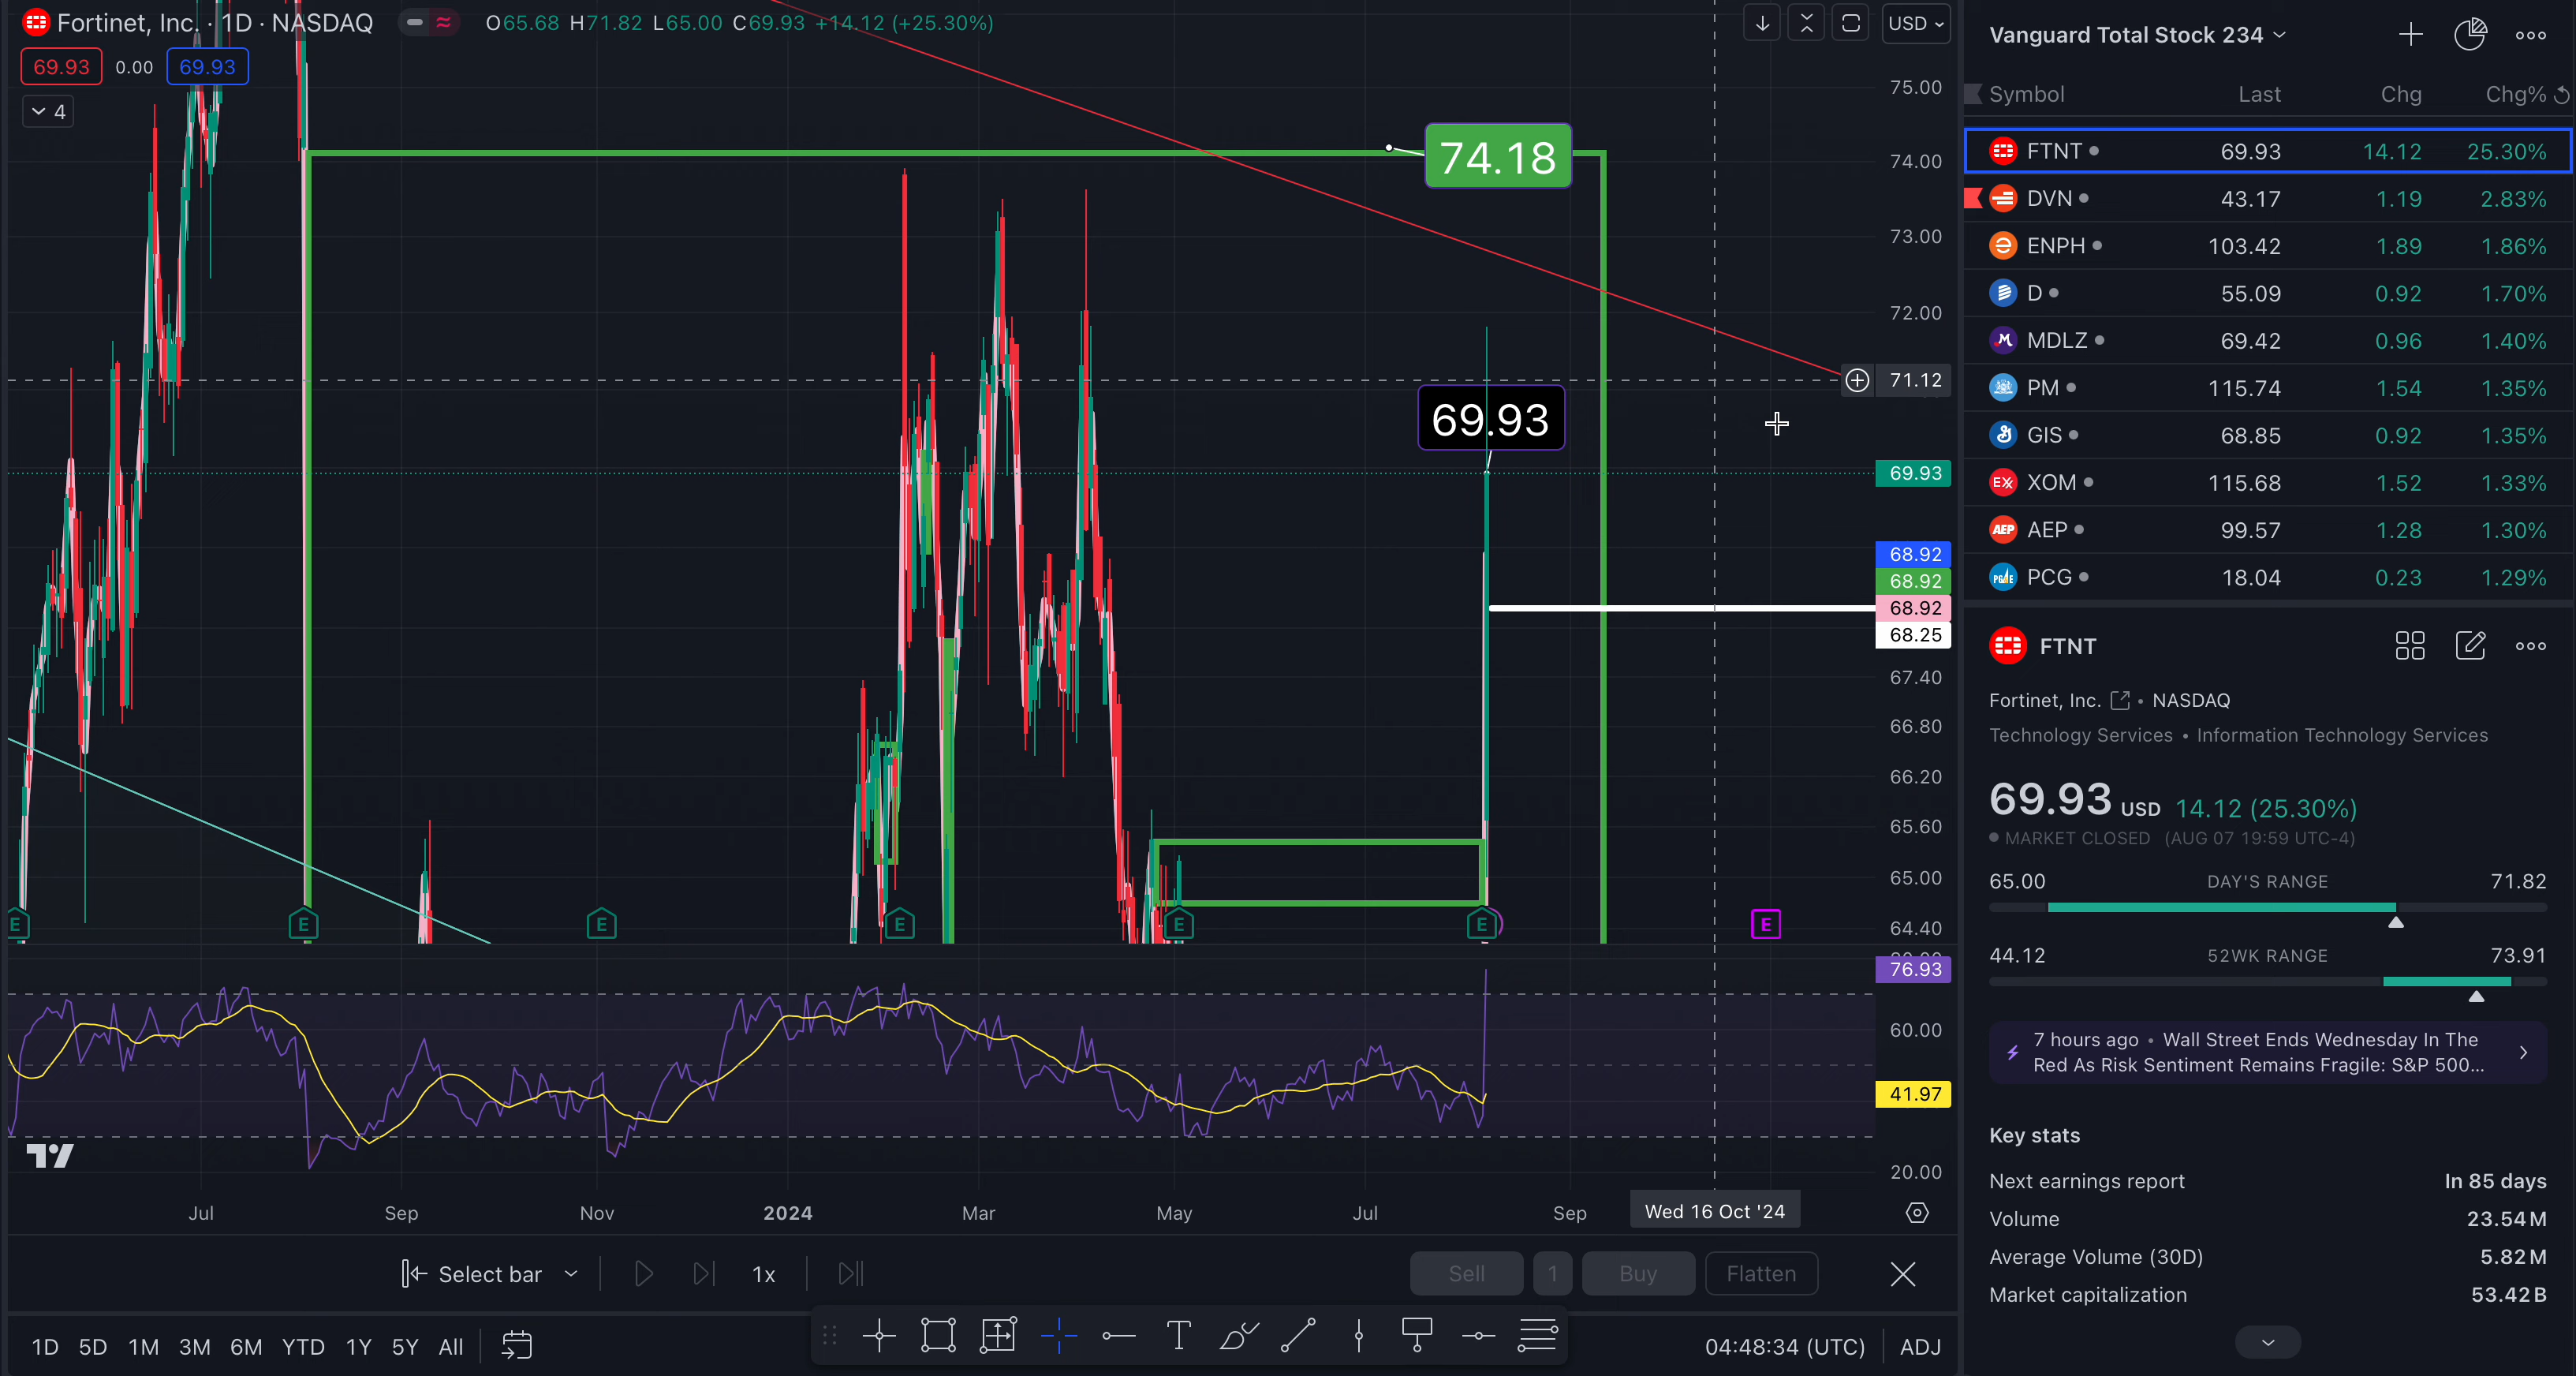 Fortinet, Inc. · 1D · NASDAQ
O65.68 H71.82 L65.00 C69.93 +14.12 (+25.30%)
USD
69.93 0.00 69.93
4
75.00
74.00
73.00
72.00
71.12
69.93
68.92
68.92
68.92
68.25
67.40
66.80
66.20
65.60
65.00
64.40
74.18
69.93
E E E E E E E
76.93
60.00
41.97
20.00
Jul Sep Nov 2024 Mar May Jul Sep Wed 16 Oct '24
Select bar 1x Sell 1 Buy Flatten
1D 5D 1M 3M 6M YTD 1Y 5Y All
T
04:48:34 (UTC) ADJ
Vanguard Total Stock 234
Symbol Last Chg Chg%
FTNT 69.93 14.12 25.30%
DVN 43.17 1.19 2.83%
ENPH 103.42 1.89 1.86%
D 55.09 0.92 1.70%
MDLZ 69.42 0.96 1.40%
PM 115.74 1.54 1.35%
GIS 68.85 0.92 1.35%
XOM 115.68 1.52 1.33%
AEP AEP 99.57 1.28 1.30%
PCG 18.04 0.23 1.29%
FTNT
Fortinet, Inc. • NASDAQ
Technology Services • Information Technology Services
69.93 USD 14.12 (25.30%)
MARKET CLOSED (AUG 07 19:59 UTC-4)
65.00 DAY'S RANGE 71.82
44.12 52WK RANGE 73.91
7 hours ago • Wall Street Ends Wednesday In The
Red As Risk Sentiment Remains Fragile: S&P 500...
Key stats
Next earnings report In 85 days
Volume 23.54M
Average Volume (30D) 5.82M
Market capitalization 53.42B